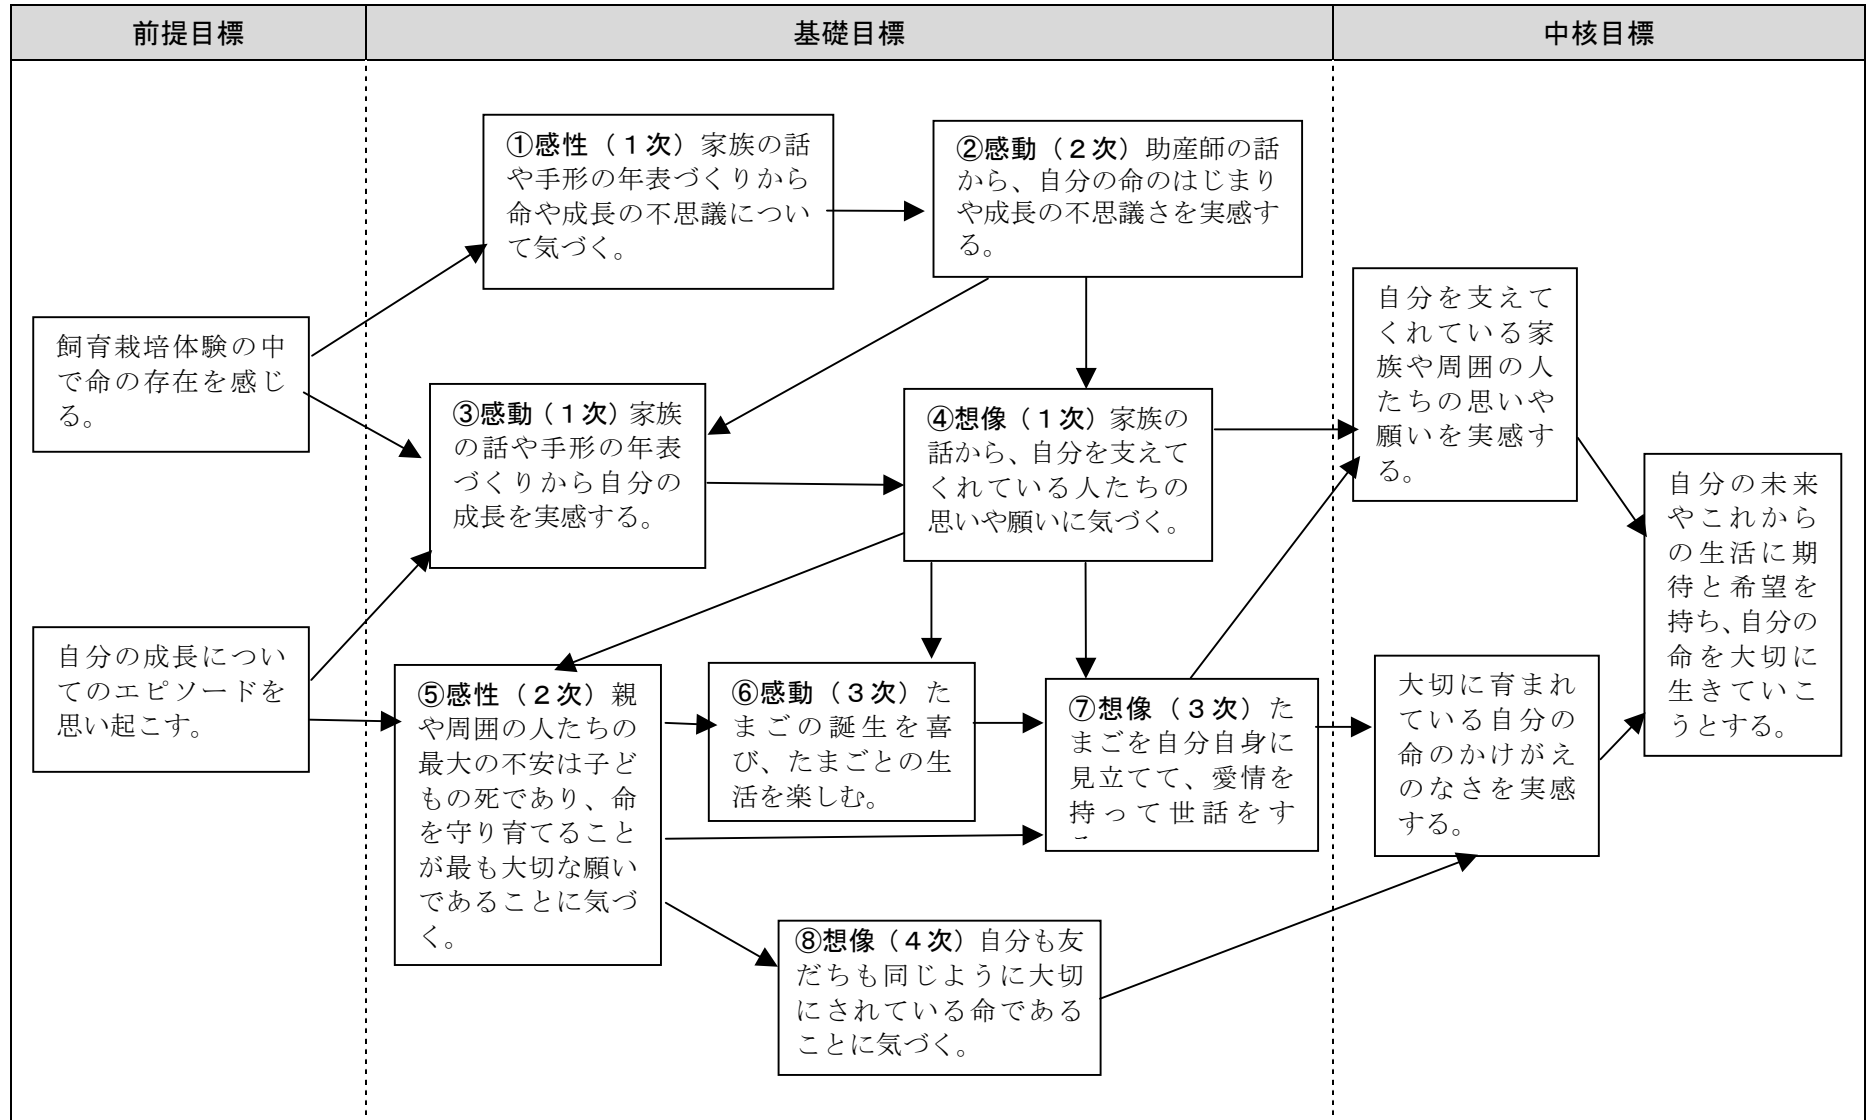 前提目標
基礎目標
中核目標
①感性（１次）家族の話
や手形の年表づくりから
命や成長の不思議につい
て気づく。
②感動（２次）助産師の話
から、自分の命のはじまり
や成長の不思議さを実感す
る。
飼育栽培体験の中
で命の存在を感じ
る。
③感動（１次）家族
の話や手形の年表
づくりから自分の
成長を実感する。
④想像（１次）家族の
話から、自分を支えて
くれている人たちの
思いや願いに気づく。
自分を支えて
くれている家
族や周囲の人
たちの思いや
願いを実感す
る。
自分の未来
やこれから
の生活に期
待と希望を
持ち、自分の
命を大切に
生きていこ
うとする。
自分の成長につい
てのエピソードを
思い起こす。
⑤感性（２次）親
や周囲の人たちの
最大の不安は子ど
もの死であり、命
を守り育てること
が最も大切な願い
であることに気づ
く。
⑥感動（３次）た
まごの誕生を喜
び、たまごとの生
活を楽しむ。
⑦想像（３次）た
まごを自分自身に
見立てて、愛情を
持って世話をす
大切に育まれ
ている自分の
命のかけがえ
のなさを実感
する。
⑧想像（４次）自分も友
だちも同じように大切
にされている命である
ことに気づく。